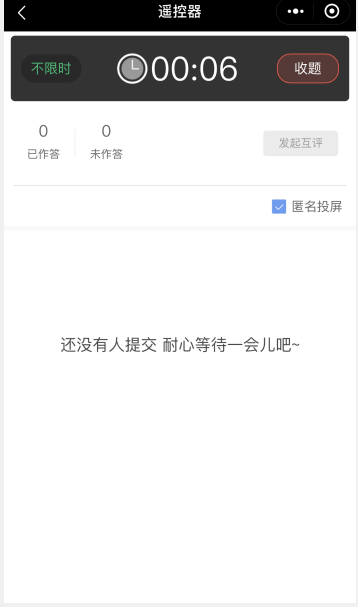 遥控器
不限时 00:06 收题
0 0
已作答 未作答 发起互评
匿名投屏
还没有人提交 耐心等待一会儿吧~